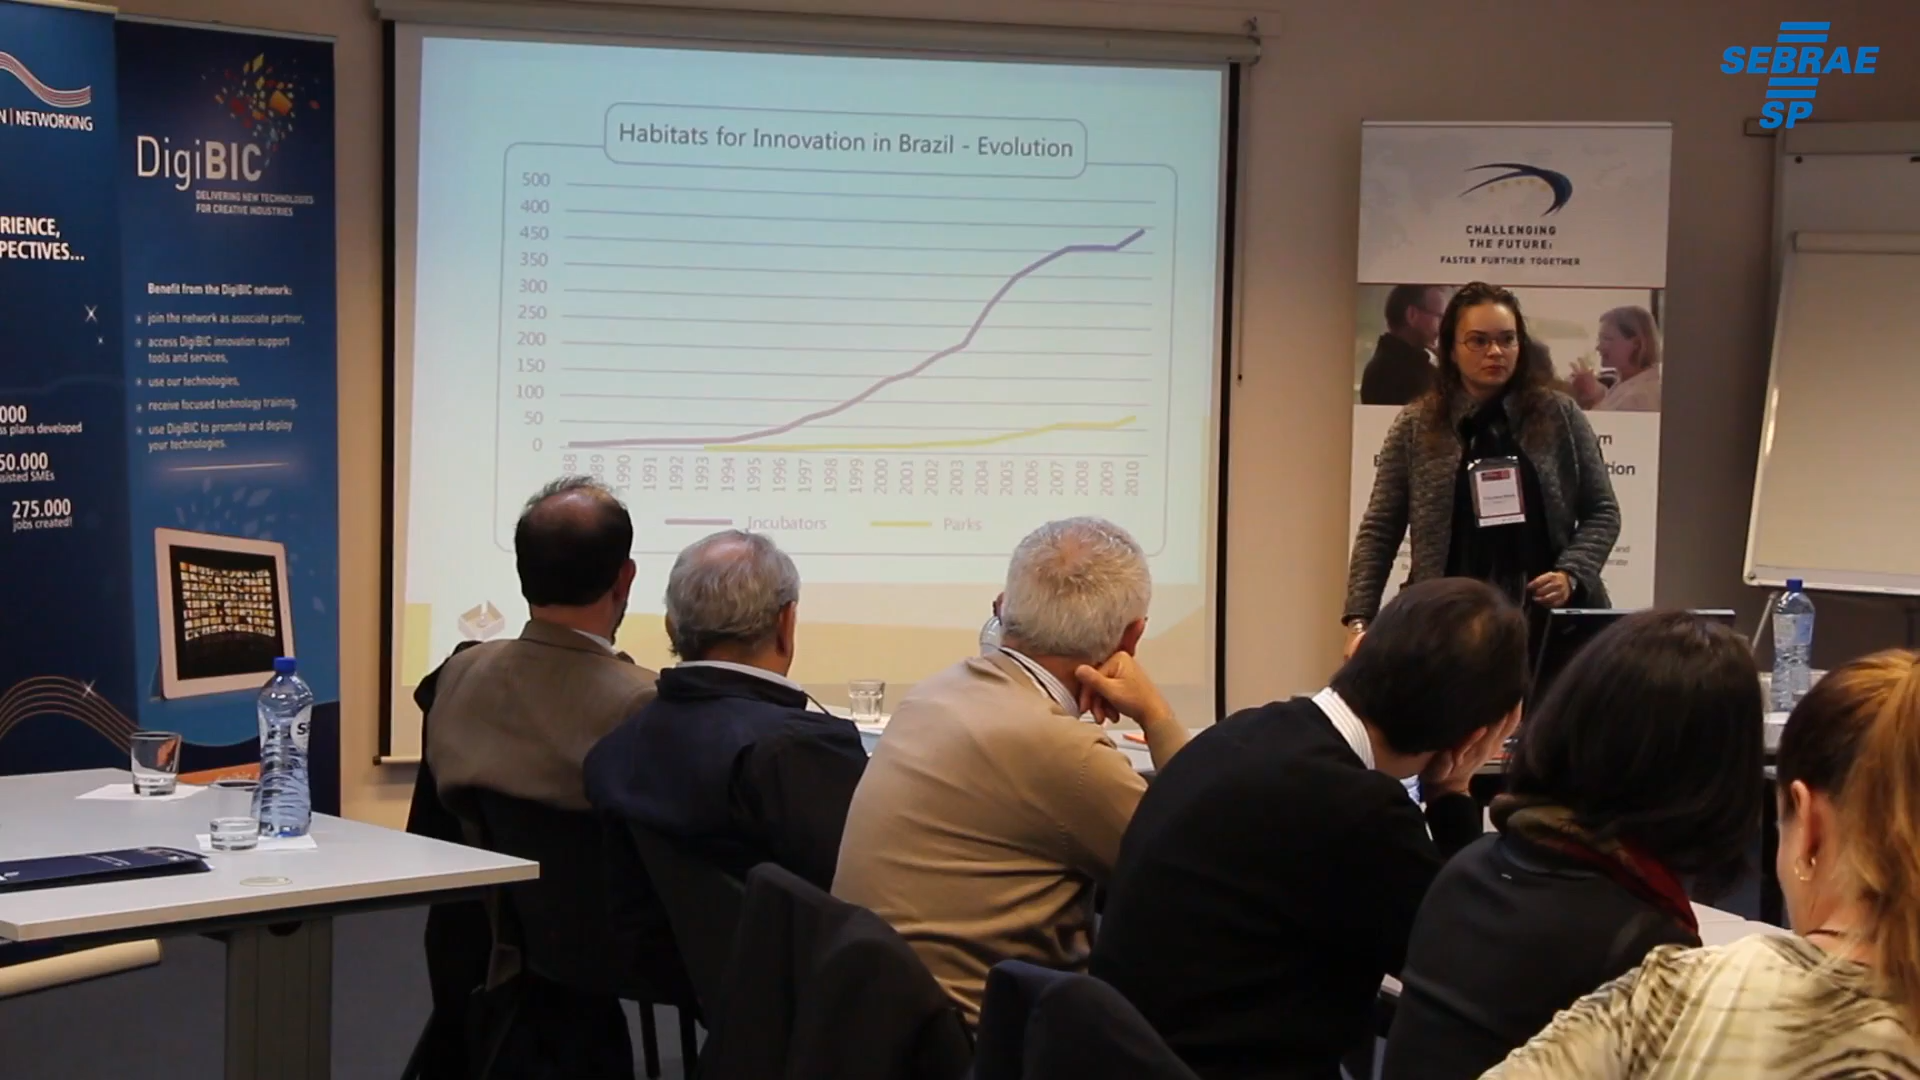 N | NETWORKING
RIENCE,
PECTIVES...
000
ss plans developed
50.000
sisted SMEs
275.000
jobs created!
DigiBIC
DELIVERING NEW TECHNOLOGIES
FOR CREATIVE INDUSTRIES
Benefit from the DigiBIC network:
join the network as associate partner,
access DigiBIC innovation support
tools and services,
use our technologies,
receive focused technology training,
use DigiBIC to promote and deploy
your technologies.
Habitats for Innovation in Brazil - Evolution
500
400
450
350
300
250
200
150
100
50
0
1988 1989 1990 1991 1992 1993 1994 1995 1996 1997 1998 1999 2000 2001 2002 2003 2004 2005 2006 2007 2008 2009 2010
Incubators Parks
CHALLENGING
THE FUTURE:
FASTER FURTHER TOGETHER
SEBRAE
SP